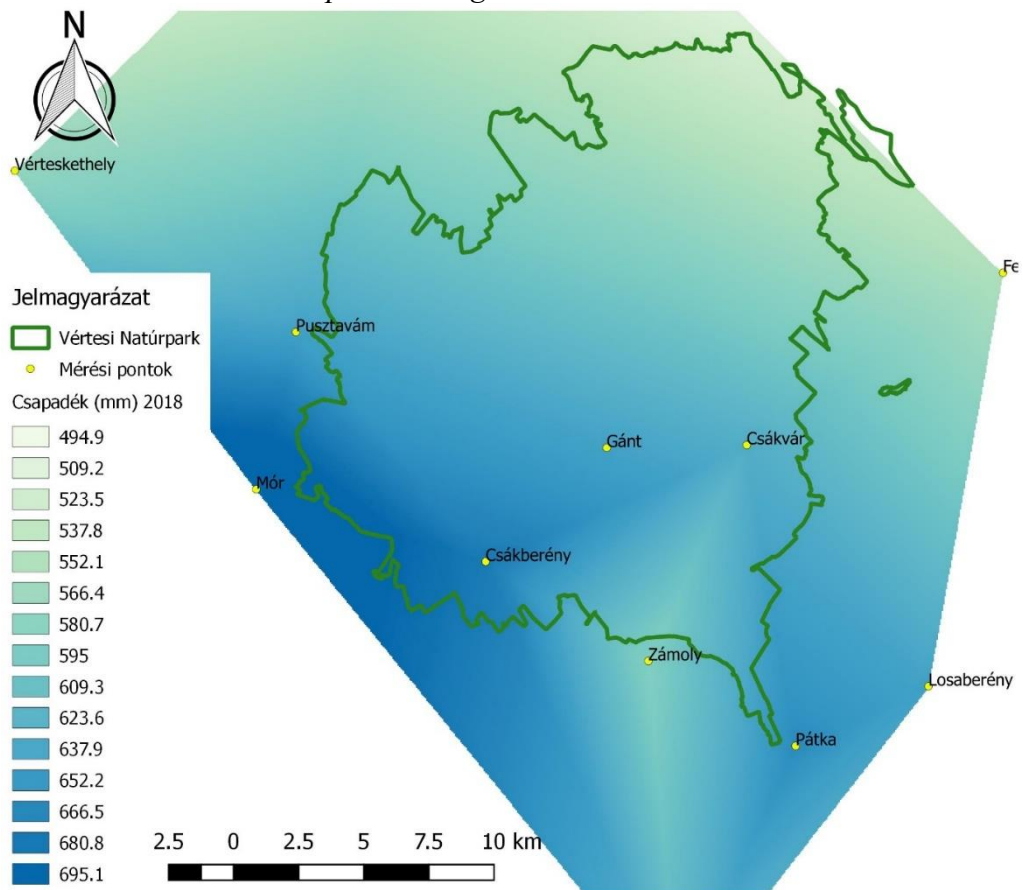 N
Vérteskethely
Fe
Jelmagyarázat
Vértesi Natúrpark
Mérési pontok
Csapadék (mm) 2018
494.9
509.2
523.5
537.8
552.1
566.4
580.7
595
609.3
623.6
637.9
652.2
666.5
680.8
695.1
Pusztavám
Gánt
Csákvár
Mór
Csákberény
Zámoly
Losaberény
Pátka
2.5 0 2.5 5 7.5 10 km